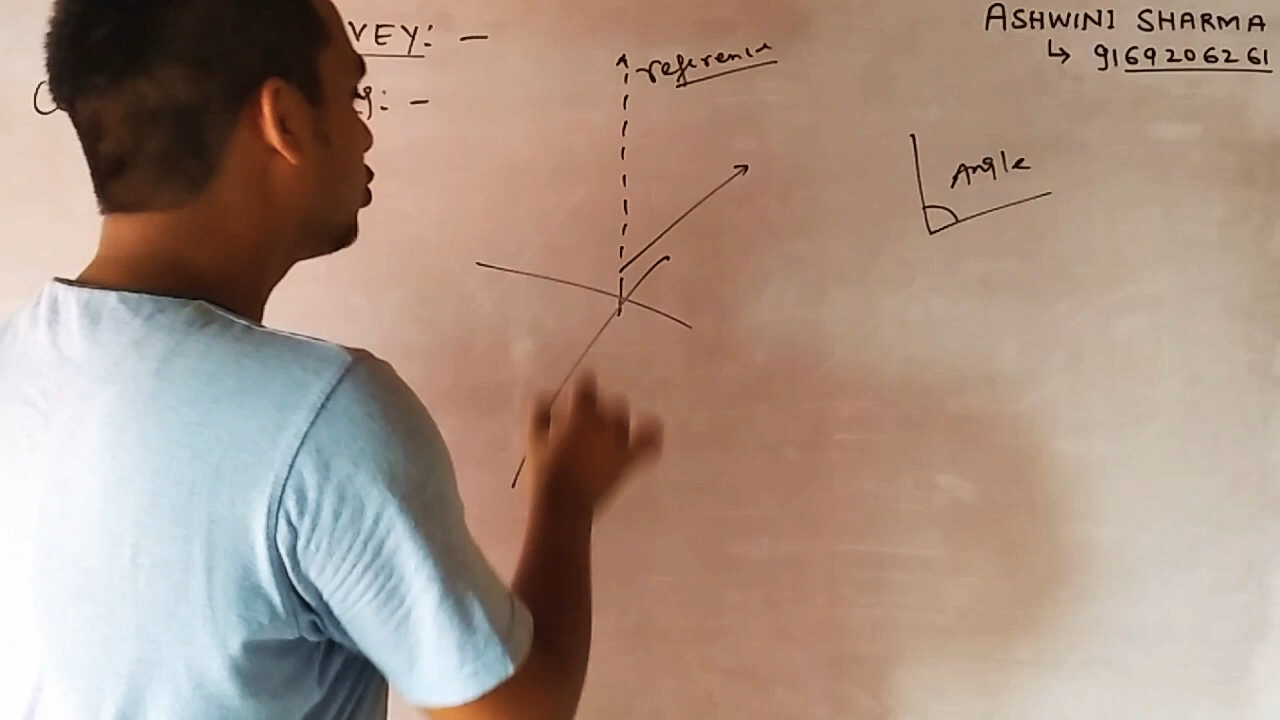 VEY: -
g: -
reference
ASHWINI SHARMA
↳ 9169206261
Angle